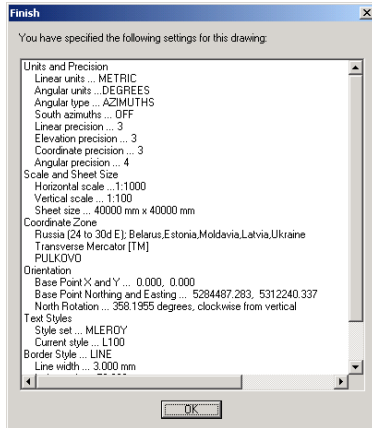 Finish
You have specified the following settings for this drawing:
Units and Precision
Linear units ... METRIC
Angular units ...DEGREES
Angular type ... AZIMUTHS
South azimuths ... OFF
Linear precision ... 3
Elevation precision ... 3
Coordinate precision ... 3
Angular precision ... 4
Scale and Sheet Size
Horizontal scale ...1:1000
Vertical scale ... 1:100
Sheet size ... 40000 mm x 40000 mm
Coordinate Zone
Russia (24 to 30d E); Belarus,Estonia,Moldavia,Latvia,Ukraine
Transverse Mercator [TM]
PULKOVO
Orientation
Base Point X and Y ... 0.000, 0.000
Base Point Northing and Easting ... 5284487.283, 5312240.337
North Rotation ... 358.1955 degrees, clockwise from vertical
Text Styles
Style set ... MLEROY
Current style ... L100
Border Style ... LINE
Line width ... 3.000 mm
OK